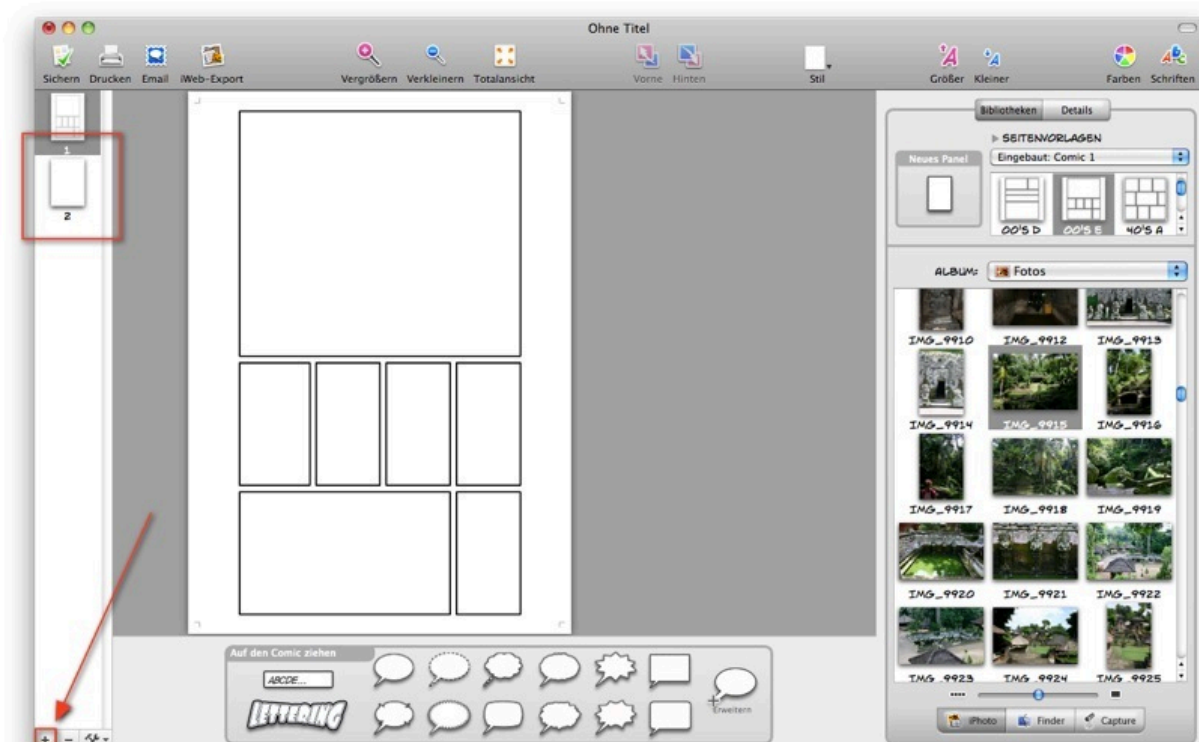 Ohne Titel
Sichern Drucken Email iWeb-Export Vergrößern Verkleinern Totalansicht Vorne Hinten Stil Größer Kleiner Farben Schriften
1
2
Bibliotheken Details
SEITENVORLAGEN
Neues Panel
Eingebaut: Comic 1
00'S D 00'S E 40'S A
ALBUM: Fotos
IMG_9910 IMG_9912 IMG_9913
IMG_9914 IMG_9915 IMG_9916
IMG_9917 IMG_9918 IMG_9919
IMG_9920 IMG_9921 IMG_9922
IMG_9923 IMG_9924 IMG_9925
iPhoto Finder Capture
Auf den Comic ziehen
ABCDE...
LETTERING
Erweitern